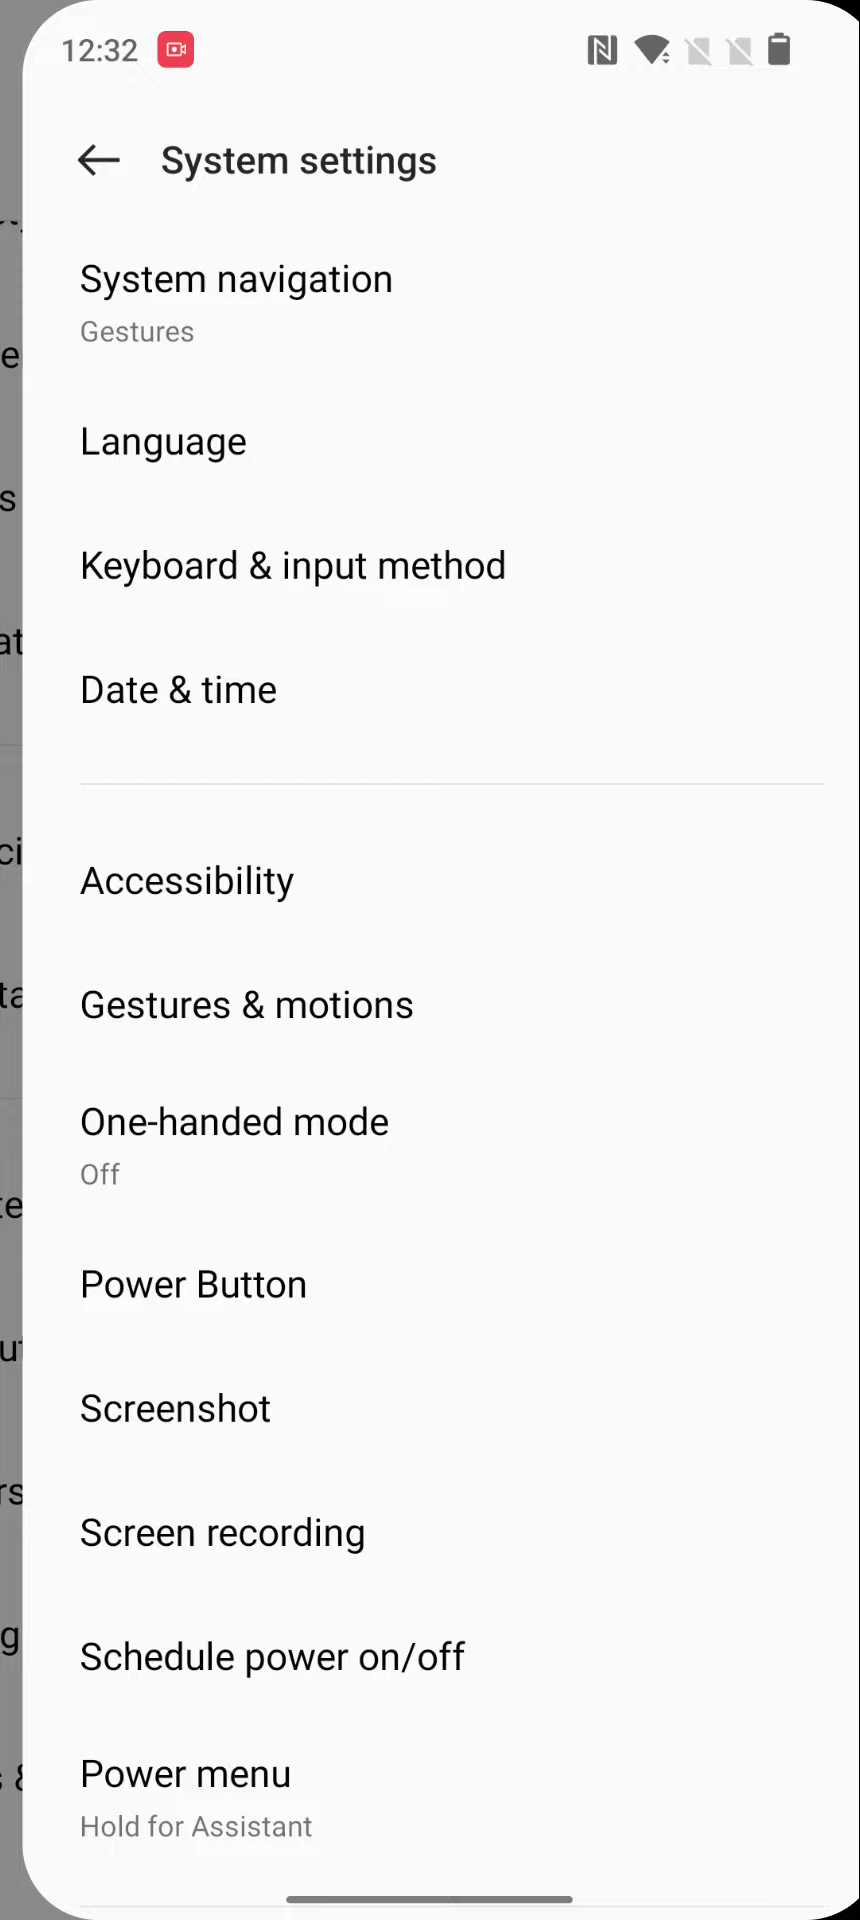 12:32
System settings
System navigation
Gestures
Language
Keyboard & input method
Date & time
Accessibility
Gestures & motions
One-handed mode
Off
Power Button
Screenshot
Screen recording
Schedule power on/off
Power menu
Hold for Assistant